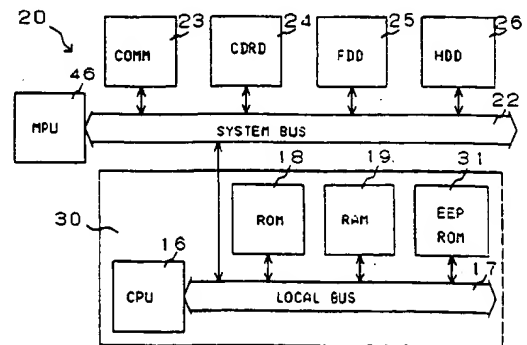 20
23
24
25
26
COMM
CDRD
FDD
HDD
46
MPU
22
SYSTEM BUS
18
19.
31
30
ROM
RAM
EEP
ROM
16
17
CPU
LOCAL BUS